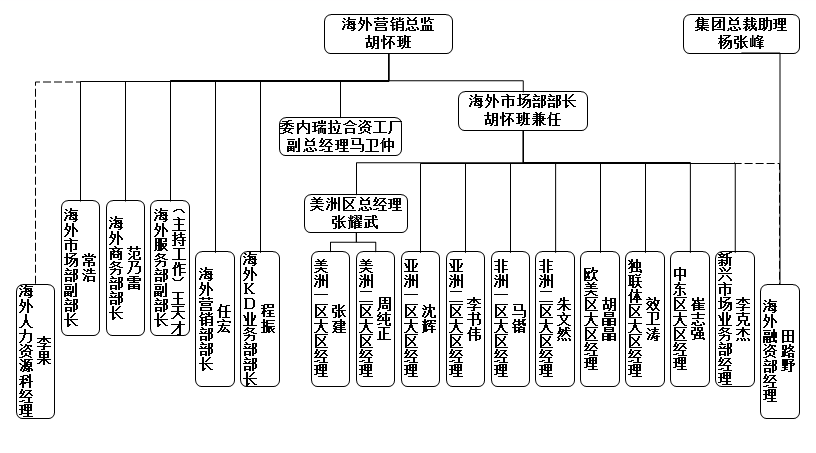 海外营销总监
胡怀班
集团总裁助理
杨张峰
委内瑞拉合资工厂
副总经理马卫仲
海外市场部部长
胡怀班兼任
美洲区总经理
张耀武
海外人力资源科经理
李果
海外市场部副部长
常浩
海外商务部部长
范乃雷
海外服务部副部长
（主持工作）王天才
海外营销部部长
任宏
海外KD业务部部长
程振
美洲一区大区经理
张建
美洲二区大区经理
周纯正
亚洲一区大区经理
沈辉
亚洲二区大区经理
李书伟
非洲一区大区经理
马锴
非洲二区大区经理
朱文然
欧美区大区经理
胡晶晶
独联体区大区经理
效卫涛
中东区大区经理
崔志强
新兴市场业务部经理
李克杰
海外融资部经理
田路野